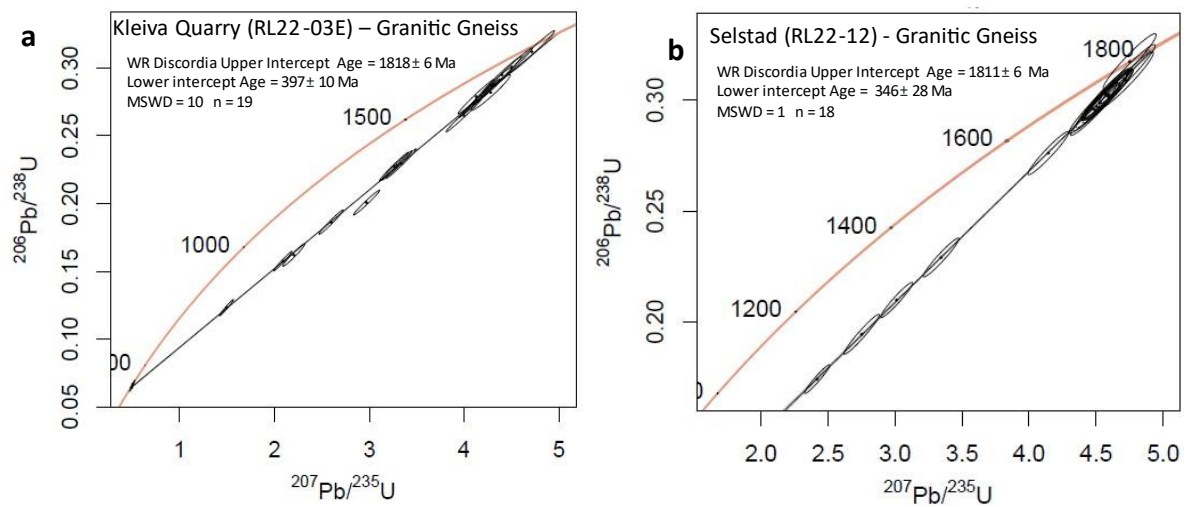 a
Kleiva Quarry (RL22-03E) – Granitic Gneiss
WR Discordia Upper Intercept Age = 1818± 6 Ma
Lower intercept Age = 397± 10 Ma
MSWD = 10 n = 19
1500
1000
00
0.30
0.25
0.20
0.15
0.10
0.05
²⁰⁶Pb/²³⁸U
1 2 3 4 5
²⁰⁷Pb/²³⁵U
b
Selstad (RL22-12) - Granitic Gneiss
WR Discordia Upper Intercept Age = 1811± 6 Ma
Lower intercept Age = 346± 28 Ma
MSWD = 1 n = 18
1800
1600
1400
1200
0
0.30
0.25
0.20
²⁰⁶Pb/²³⁸U
2.0 2.5 3.0 3.5 4.0 4.5 5.0
²⁰⁷Pb/²³⁵U